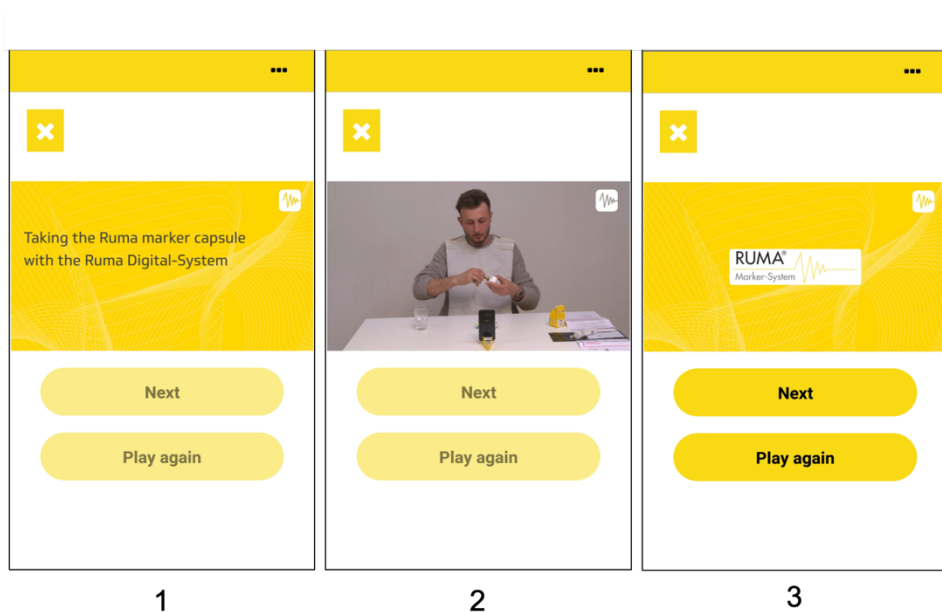 Taking the Ruma marker capsule
with the Ruma Digital-System
Next
Play again
1
Next
Play again
2
RUMA®
Marker-System
Next
Play again
3